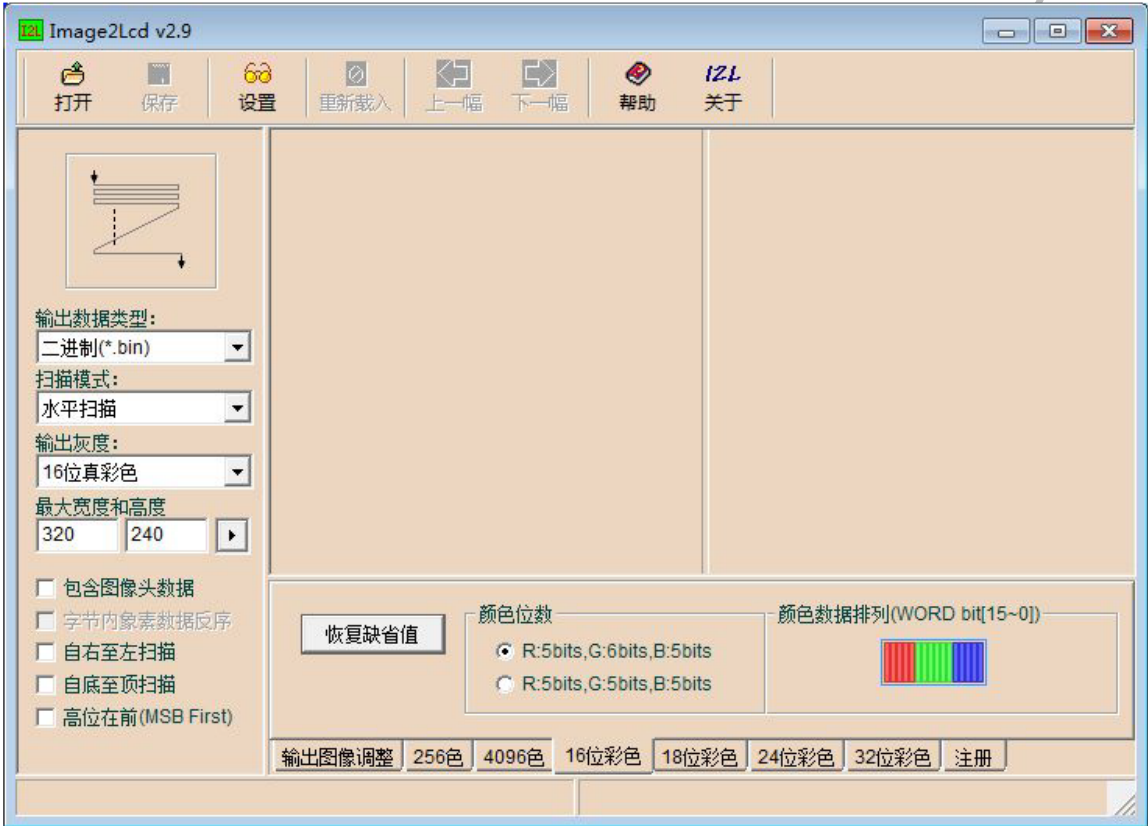 I2L Image2Lcd v2.9
I2L
打开 保存 设置 重新载入 上一幅 下一幅 帮助 关于
输出数据类型:
二进制(*.bin)
扫描模式:
水平扫描
输出灰度:
16位真彩色
最大宽度和高度
320 240
包含图像头数据
字节内象素数据反序
自右至左扫描
自底至顶扫描
高位在前(MSB First)
恢复缺省值
颜色位数
R:5bits,G:6bits,B:5bits
R:5bits,G:5bits,B:5bits
颜色数据排列(WORD bit[15~0])
输出图像调整 256色 4096色 16位彩色 18位彩色 24位彩色 32位彩色 注册